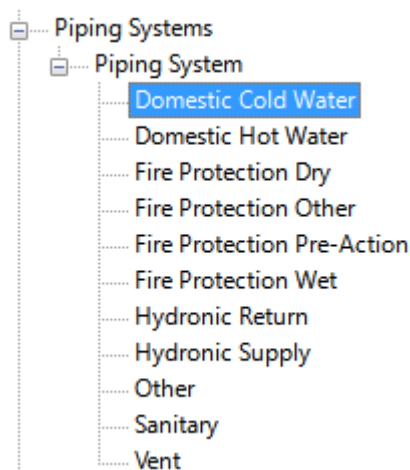 Piping Systems
Piping System
Domestic Cold Water
Domestic Hot Water
Fire Protection Dry
Fire Protection Other
Fire Protection Pre-Action
Fire Protection Wet
Hydronic Return
Hydronic Supply
Other
Sanitary
Vent